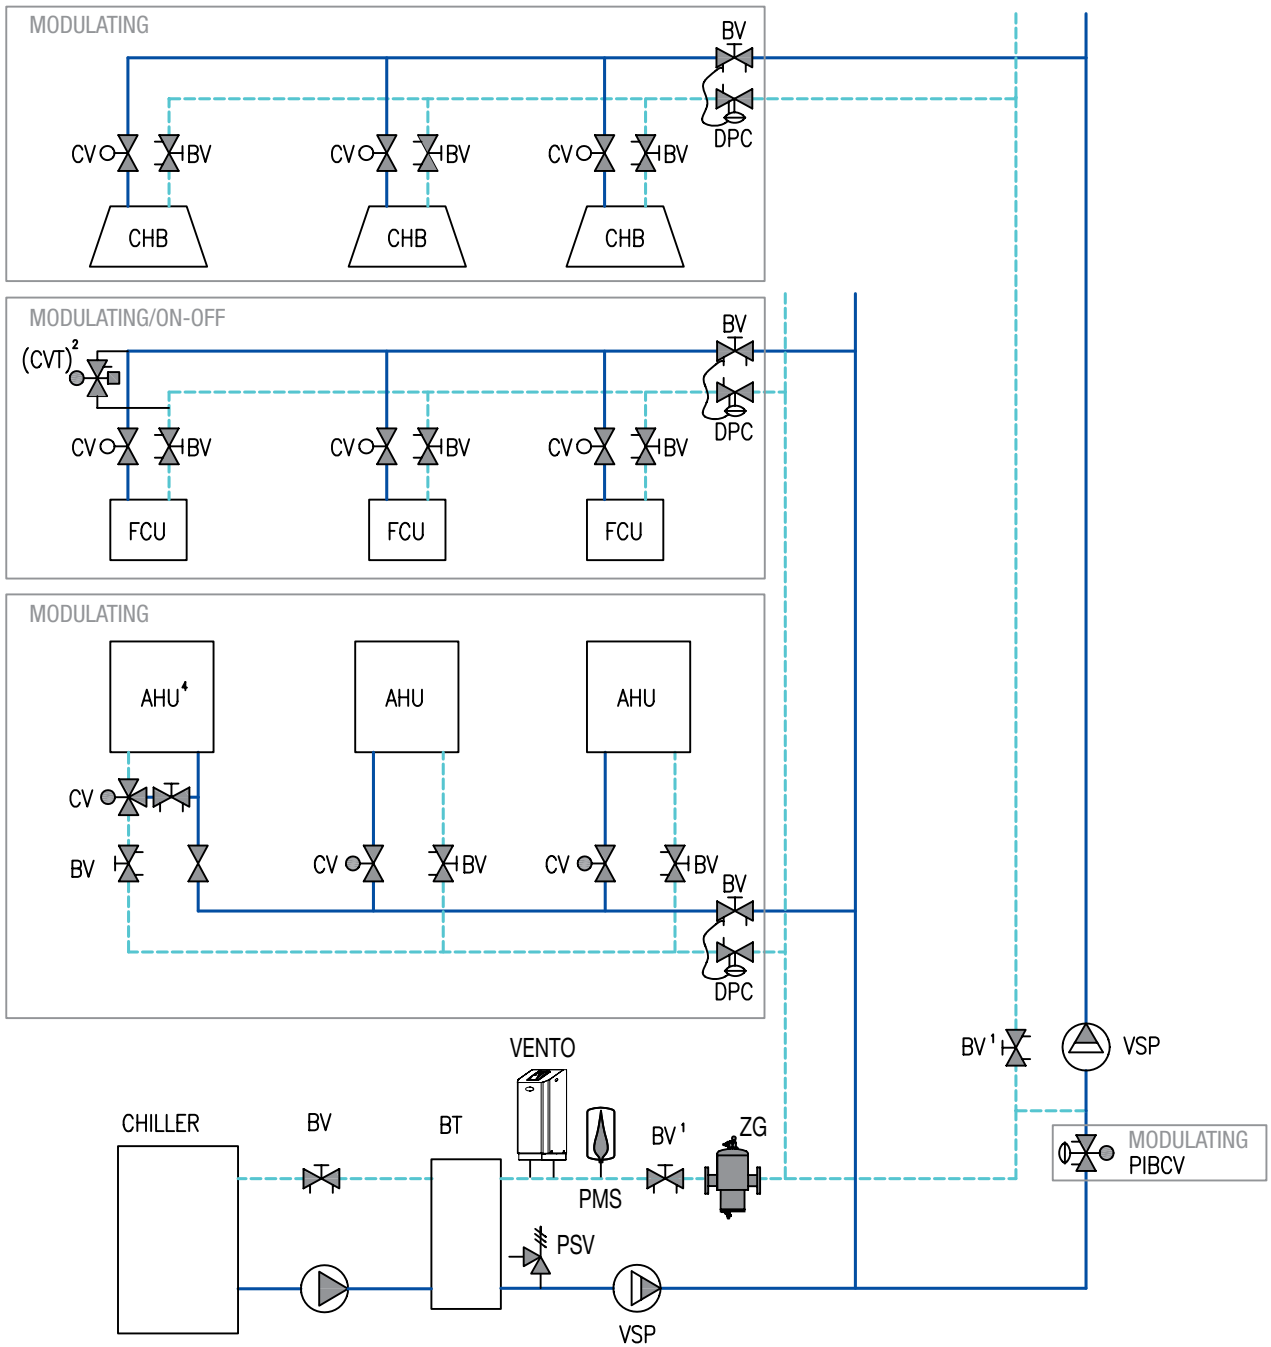 MODULATING
BV
DPC
CV BV CV BV CV BV
CHB CHB CHB
MODULATING/ON-OFF
BV
(CVT)²
DPC
CV BV CV BV CV BV
FCU FCU FCU
MODULATING
AHU⁴ AHU AHU
CV
BV CV BV CV BV
BV
DPC
BV¹ VSP
VENTO
CHILLER BV BT BV¹ ZG
MODULATING
PIBCV
PMS
PSV
VSP